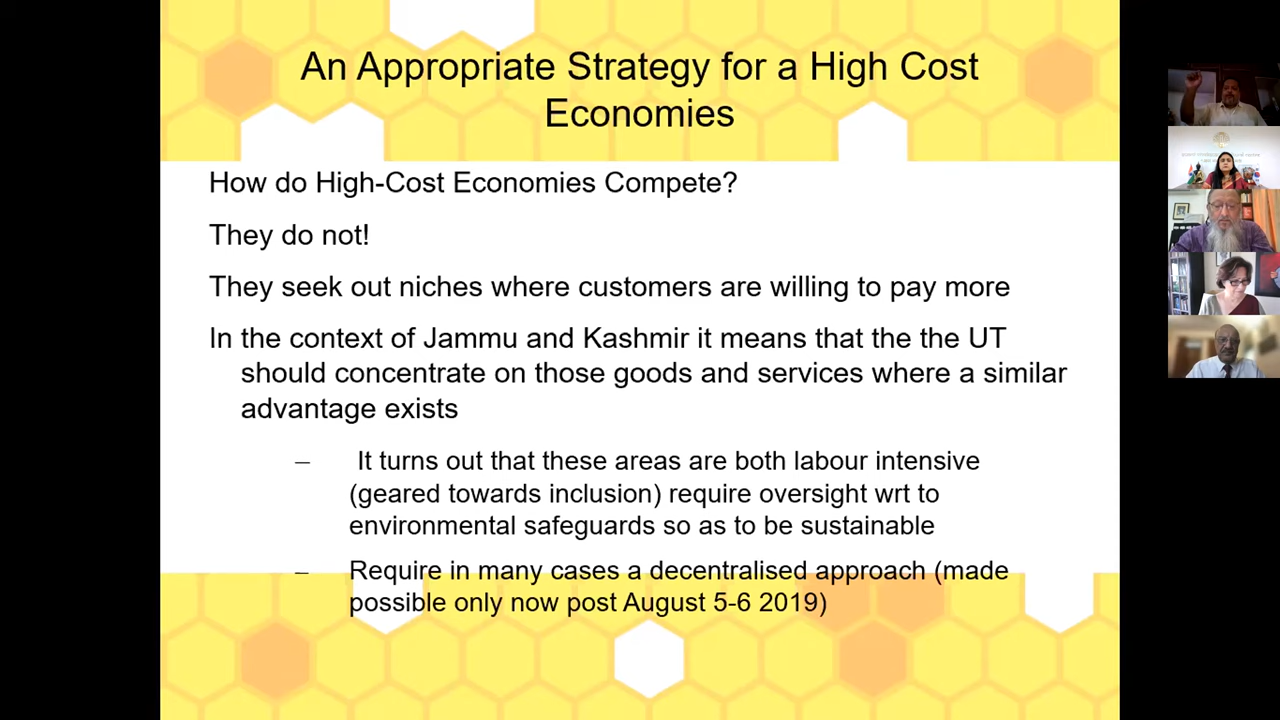 An Appropriate Strategy for a High Cost
Economies
How do High-Cost Economies Compete?
They do not!
They seek out niches where customers are willing to pay more
In the context of Jammu and Kashmir it means that the the UT
should concentrate on those goods and services where a similar
advantage exists
– It turns out that these areas are both labour intensive
(geared towards inclusion) require oversight wrt to
environmental safeguards so as to be sustainable
– Require in many cases a decentralised approach (made
possible only now post August 5-6 2019)